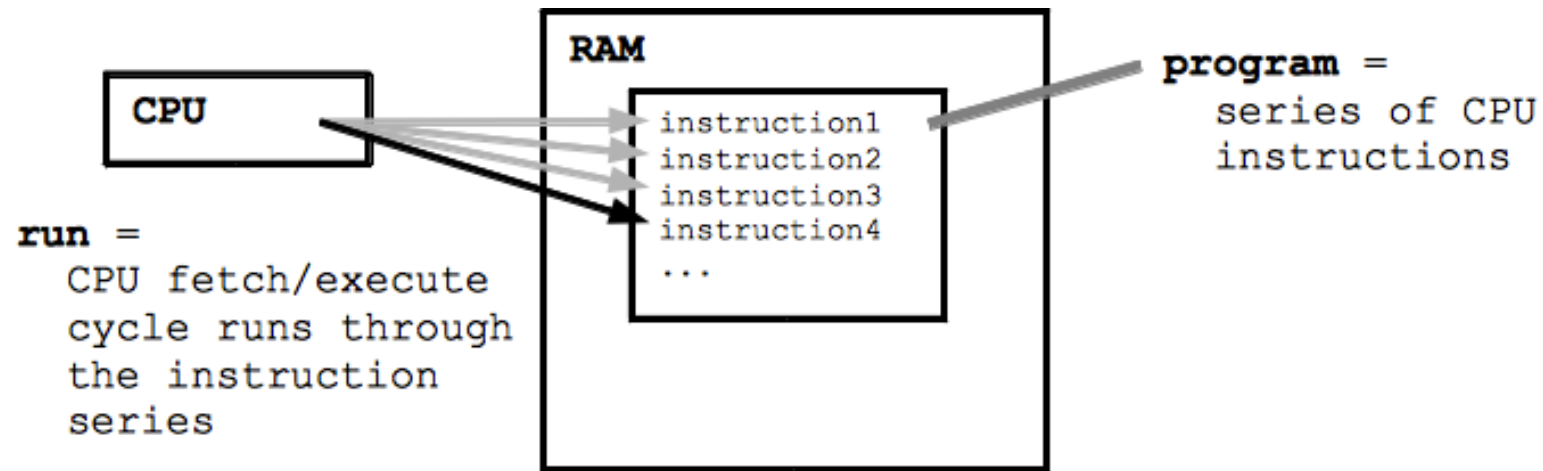 CPU
run =
CPU fetch/execute
cycle runs through
the instruction
series
RAM
instruction1
instruction2
instruction3
instruction4
...
program =
series of CPU
instructions